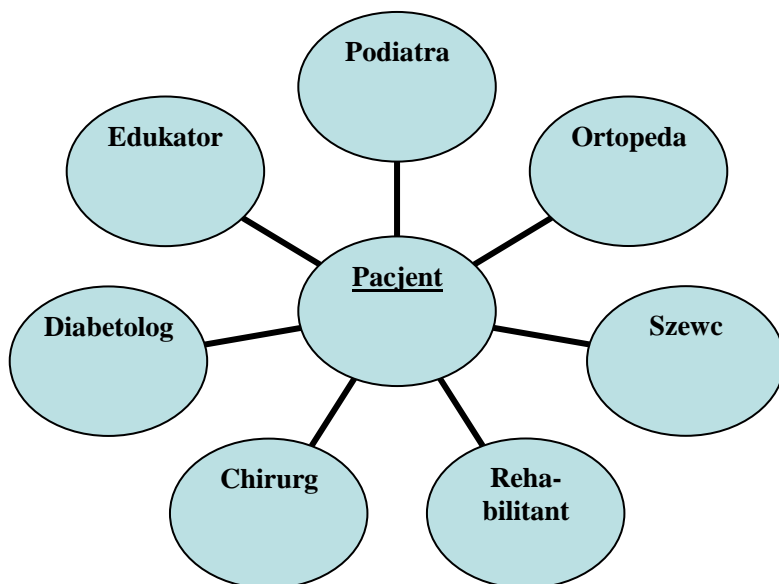 Podiatra
Edukator
Ortopeda
Pacjent
Diabetolog
Szewc
Chirurg
Reha-
bilitant